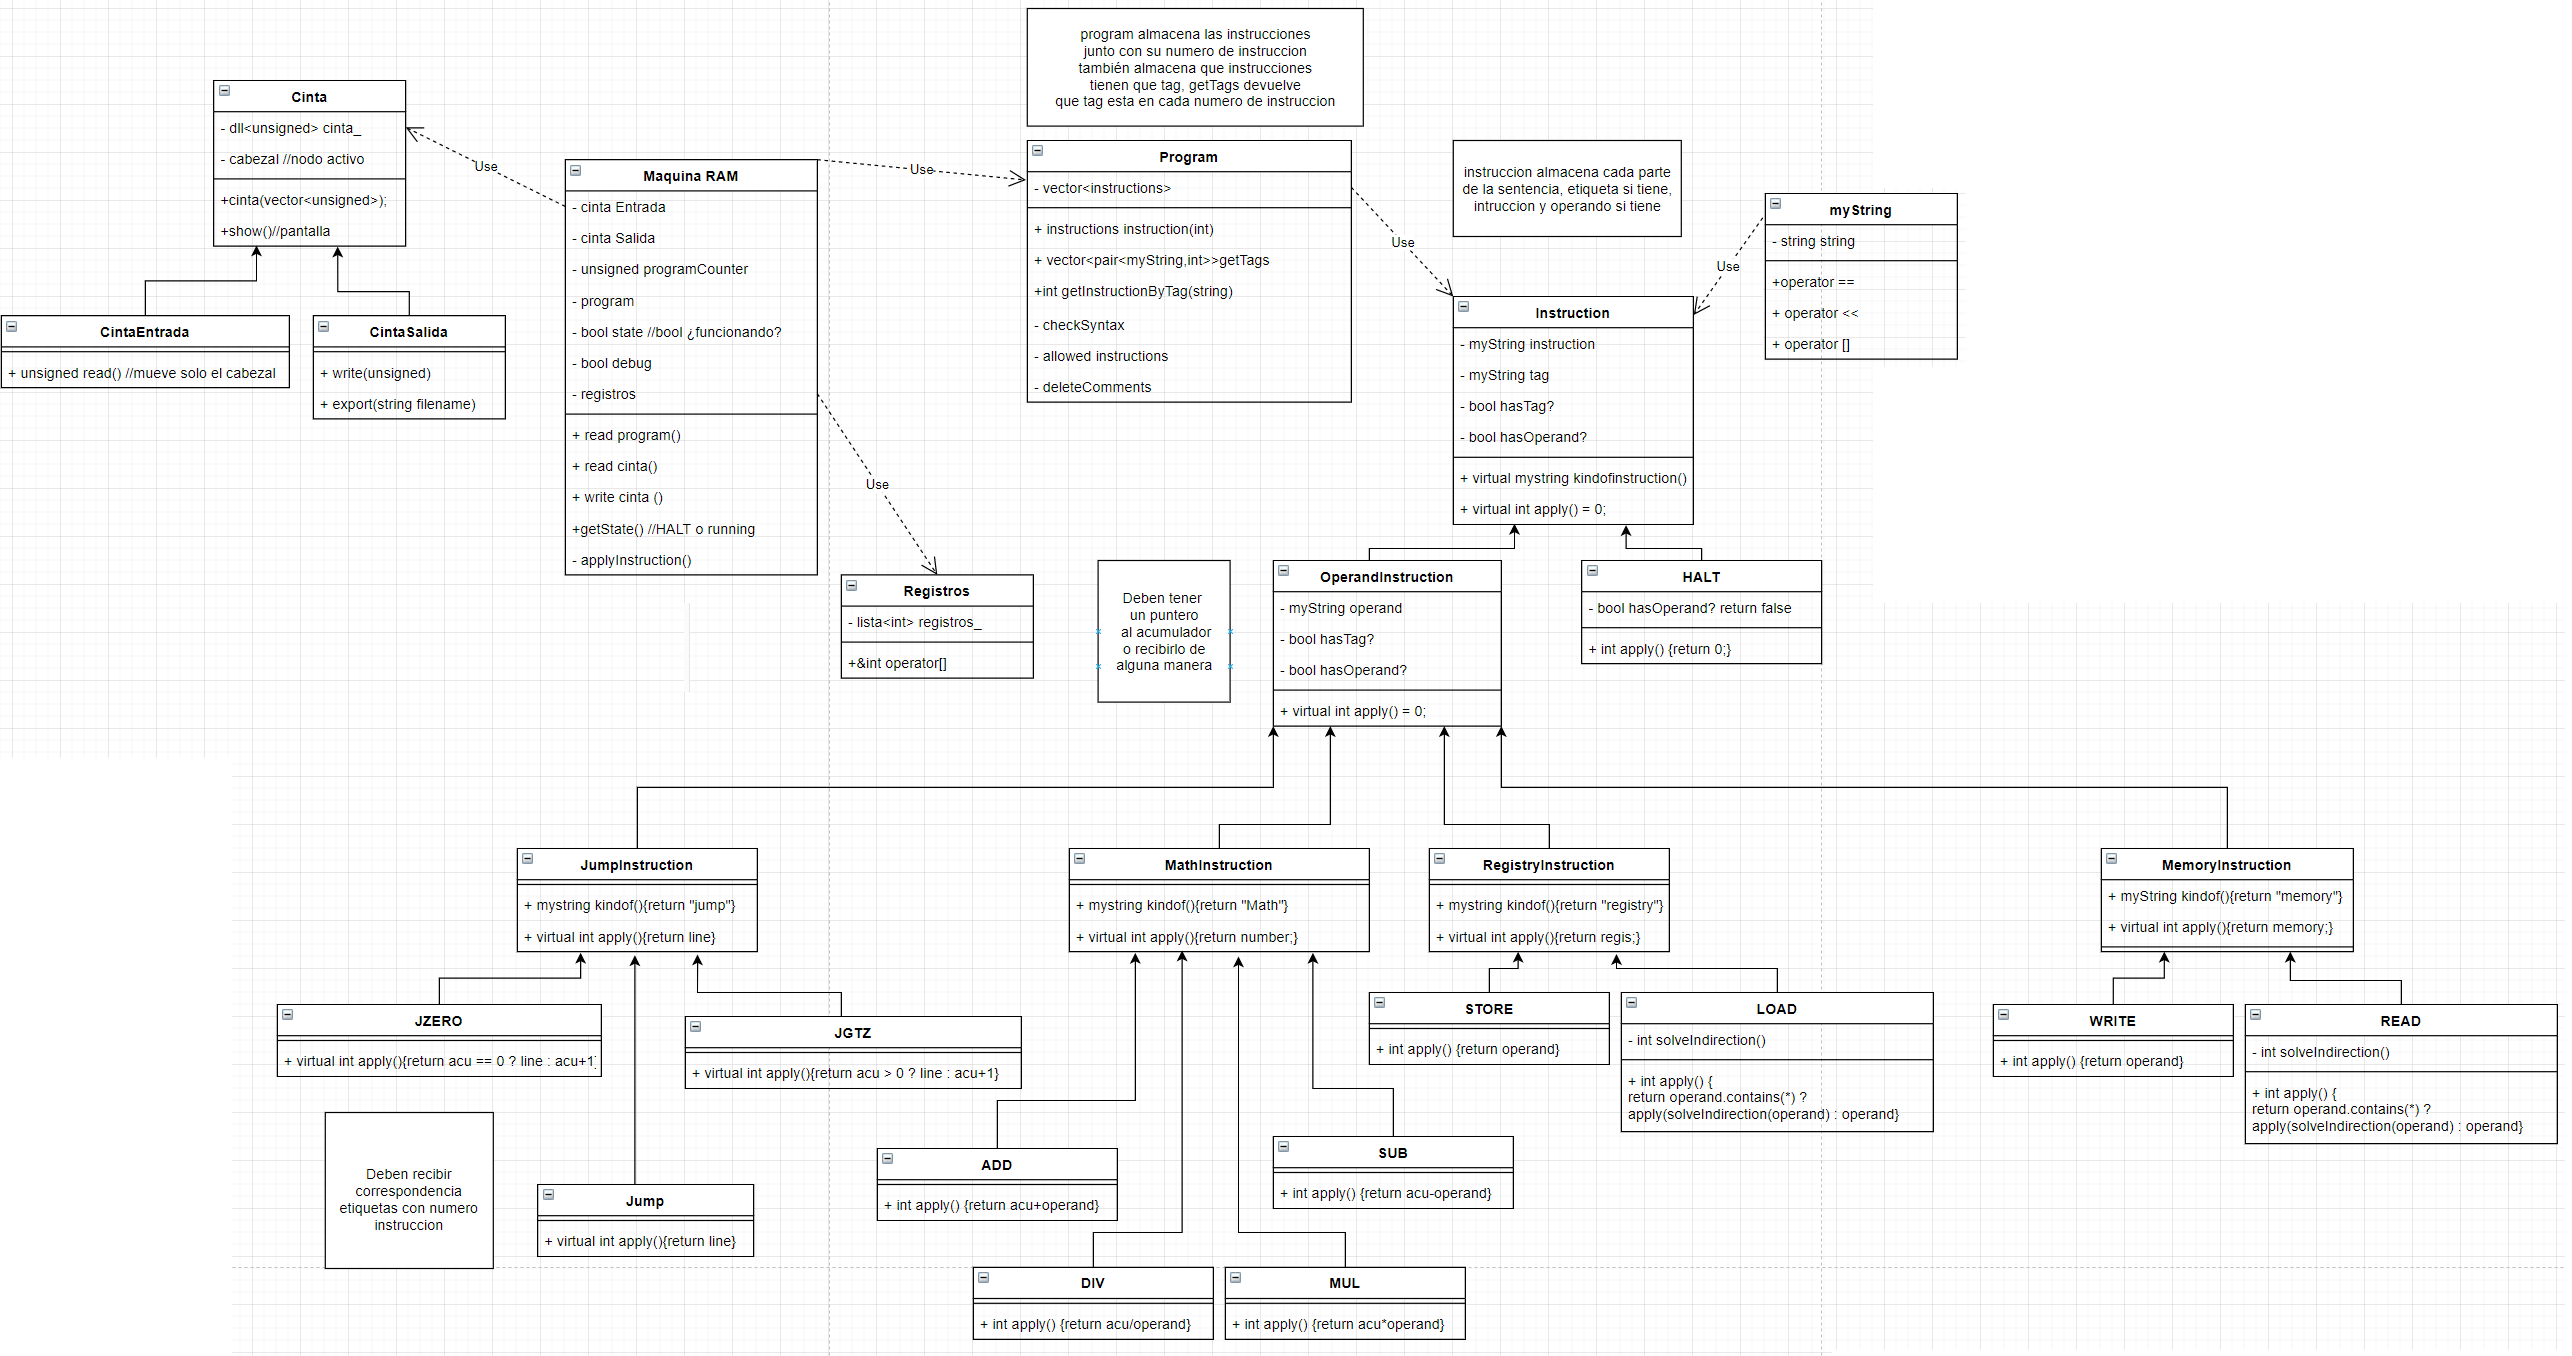 program almacena las instrucciones
junto con su numero de instruccion
también almacena que instrucciones
tienen que tag, getTags devuelve
que tag esta en cada numero de instruccion
Cinta
- dll<unsigned> cinta_
- cabezal //nodo activo
+cinta(vector<unsigned>);
+show()//pantalla
Use
CintaEntrada
+ unsigned read() //mueve solo el cabezal
CintaSalida
+ write(unsigned)
+ export(string filename)
Maquina RAM
- cinta Entrada
- cinta Salida
- unsigned programCounter
- program
- bool state //bool ¿funcionando?
- bool debug
- registros
+ read program()
+ read cinta()
+ write cinta ()
+getState() //HALT o running
- applyInstruction()
Use
Program
- vector<instructions>
+ instructions instruction(int)
+ vector<pair<myString,int>>getTags
+int getInstructionByTag(string)
- checkSyntax
- allowed instructions
- deleteComments
Use
instruccion almacena cada parte
de la sentencia, etiqueta si tiene,
intruccion y operando si tiene
myString
- string string
+operator ==
+ operator <<
+ operator []
Use
Instruction
- myString instruction
- myString tag
- bool hasTag?
- bool hasOperand?
+ virtual mystring kindofinstruction()
+ virtual int apply() = 0;
Use
Registros
- lista<int> registros_
+&int operator[]
Deben tener
un puntero
al acumulador
o recibirlo de
alguna manera
OperandInstruction
- myString operand
- bool hasTag?
- bool hasOperand?
+ virtual int apply() = 0;
HALT
- bool hasOperand? return false
+ int apply() {return 0;}
JumpInstruction
+ mystring kindof(){return "jump"}
+ virtual int apply(){return line}
MathInstruction
+ mystring kindof(){return "Math"}
+ virtual int apply(){return number;}
RegistryInstruction
+ mystring kindof(){return "registry"}
+ virtual int apply(){return regis;}
MemoryInstruction
+ myString kindof(){return "memory"}
+ virtual int apply(){return memory;}
JZERO
+ virtual int apply(){return acu == 0 ? line : acu+1}
JGTZ
+ virtual int apply(){return acu > 0 ? line : acu+1}
STORE
+ int apply() {return operand}
LOAD
- int solveIndirection()
+ int apply() {
return operand.contains(*) ?
apply(solveIndirection(operand) : operand}
WRITE
+ int apply() {return operand}
READ
- int solveIndirection()
+ int apply() {
return operand.contains(*) ?
apply(solveIndirection(operand) : operand}
Deben recibir
correspondencia
etiquetas con numero
instruccion
Jump
+ virtual int apply(){return line}
ADD
+ int apply() {return acu+operand}
SUB
+ int apply() {return acu-operand}
DIV
+ int apply() {return acu/operand}
MUL
+ int apply() {return acu*operand}